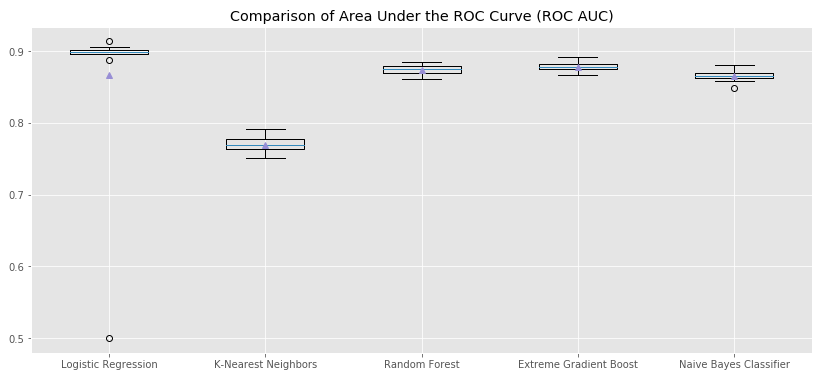 Comparison of Area Under the ROC Curve (ROC AUC)
0.9
0.8
0.7
0.6
0.5
Logistic Regression K-Nearest Neighbors Random Forest Extreme Gradient Boost Naive Bayes Classifier